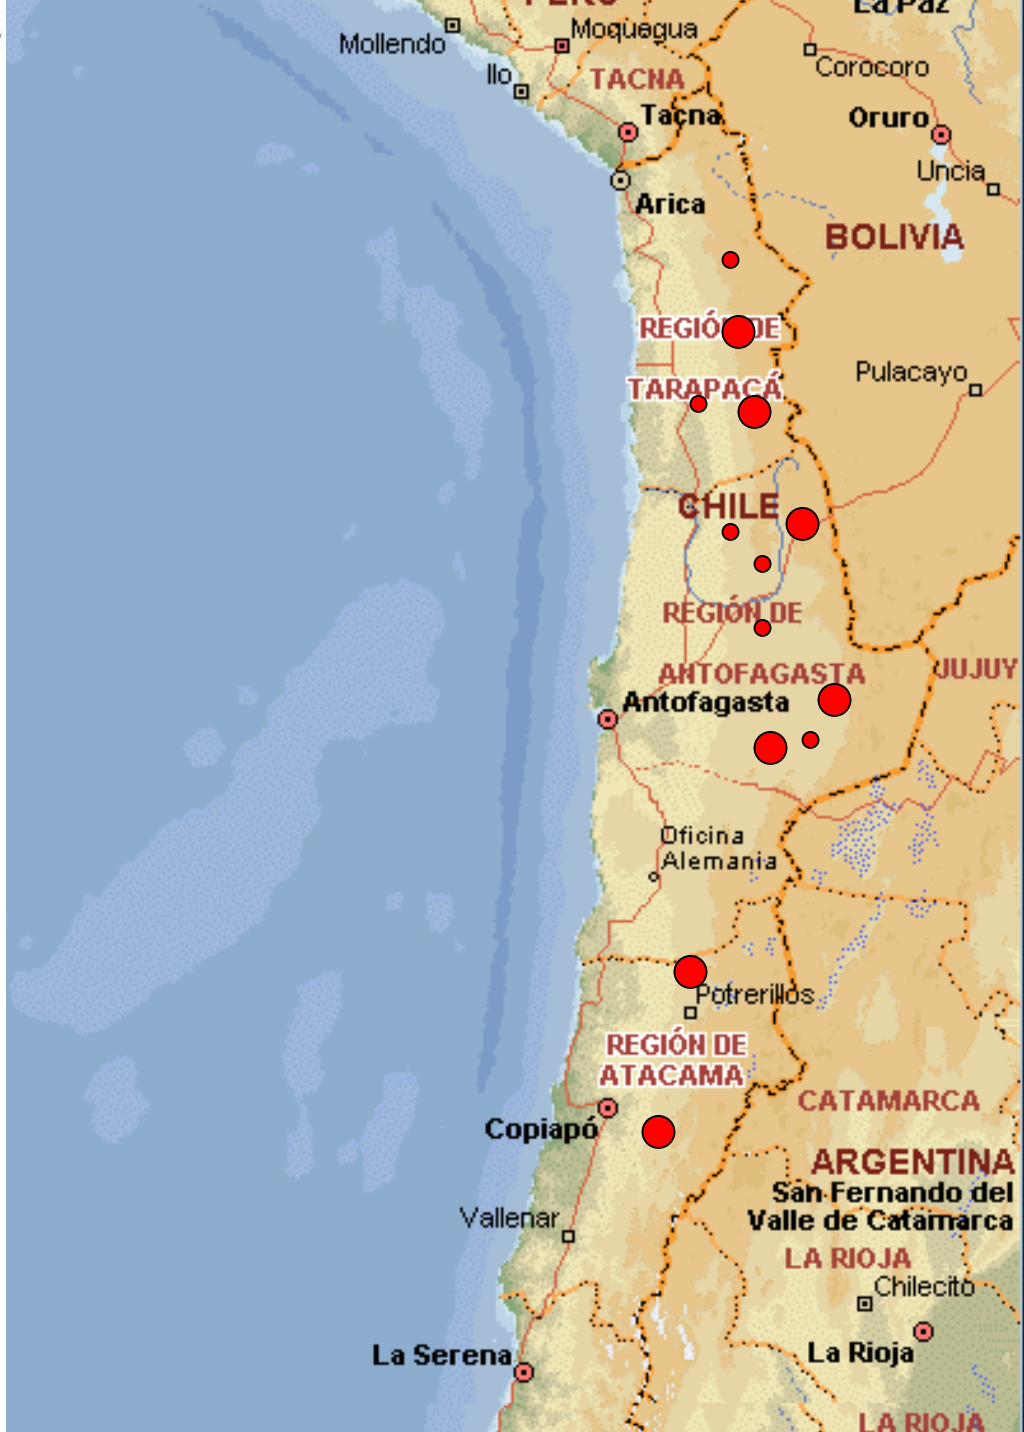 PERÚ
La Paz
Mollendo
Moquegua
Ilo
TACNA
Corocoro
Tacna
Oruro
Uncia
Arica
BOLIVIA
REGIÓN DE
TARAPACÁ
Pulacayo
CHILE
REGIÓN DE
ANTOFAGASTA
JUJUY
Antofagasta
Oficina
Alemania
Potrerillos
REGIÓN DE
ATACAMA
CATAMARCA
Copiapó
ARGENTINA
San Fernando del
Valle de Catamarca
Vallenar
LA RIOJA
Chilecito
La Serena
La Rioja
LA RIOJA